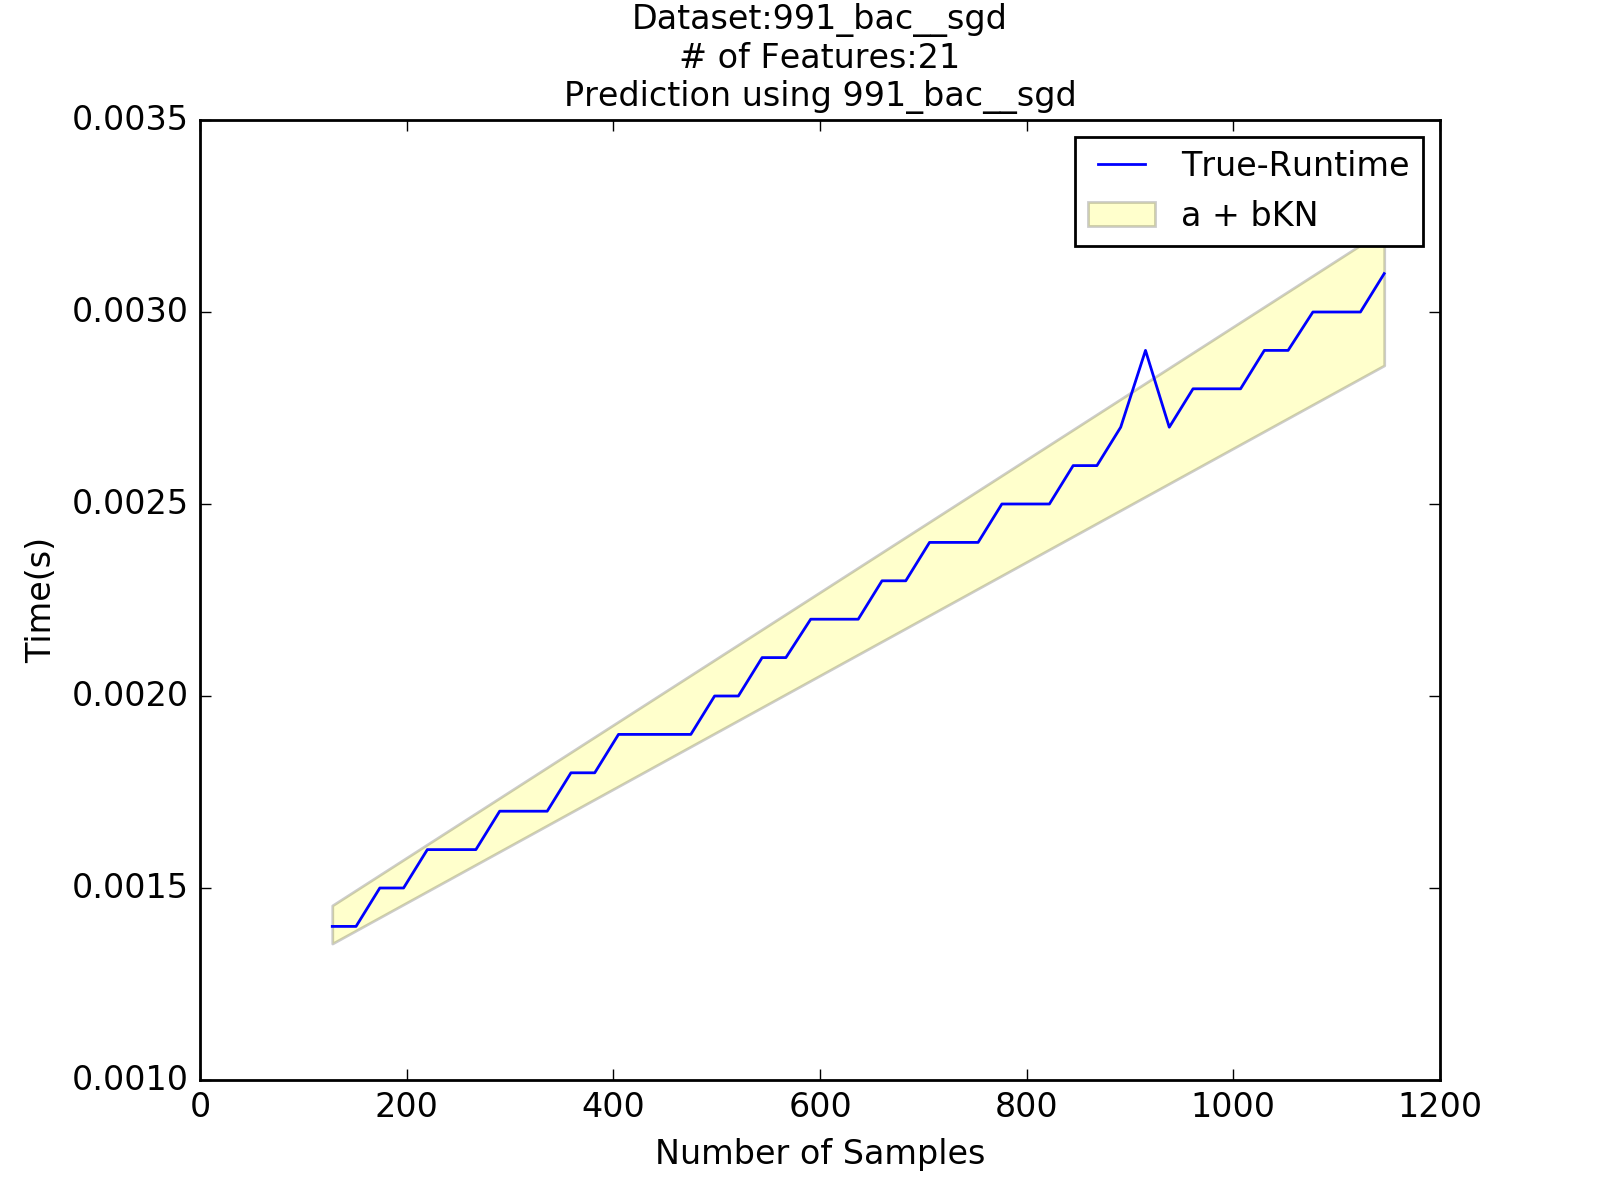 Dataset:991_bac__sgd
# of Features:21
Prediction using 991_bac__sgd
True-Runtime
a + bKN
Time(s)
0.0035
0.0030
0.0025
0.0020
0.0015
0.0010
0
200
400
600
800
1000
1200
Number of Samples